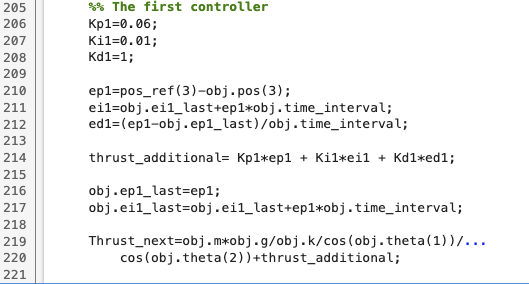 205 %% The first controller
206 Kp1=0.06;
207 Ki1=0.01;
208 Kd1=1;
209
210 ep1=pos_ref(3)-obj.pos(3);
211 ei1=obj.ei1_last+ep1*obj.time_interval;
212 ed1=(ep1-obj.ep1_last)/obj.time_interval;
213
214 thrust_additional= Kp1*ep1 + Ki1*ei1 + Kd1*ed1;
215
216 obj.ep1_last=ep1;
217 obj.ei1_last=obj.ei1_last+ep1*obj.time_interval;
218
219 Thrust_next=obj.m*obj.g/obj.k/cos(obj.theta(1))/...
220 cos(obj.theta(2))+thrust_additional;
221